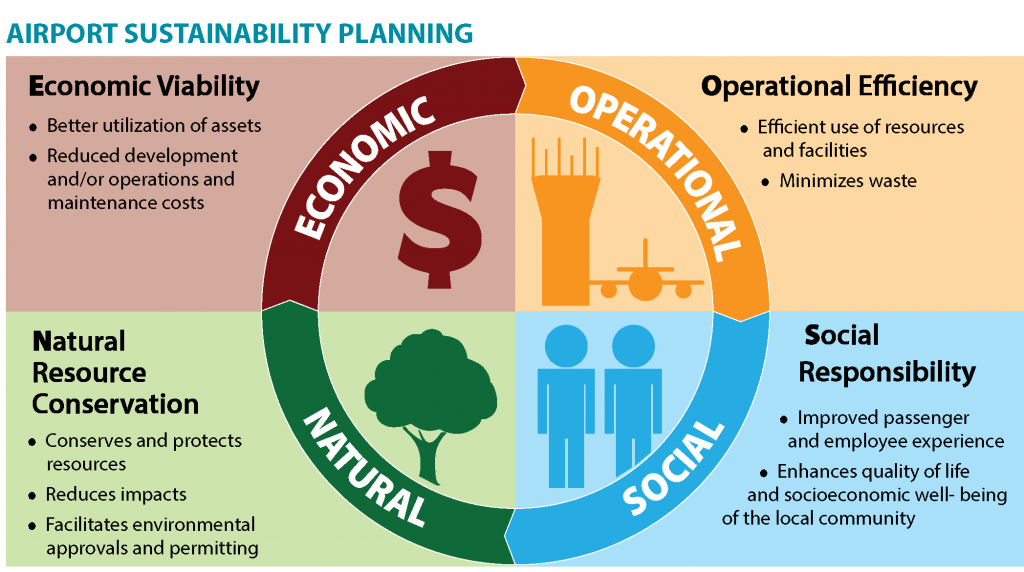 AIRPORT SUSTAINABILITY PLANNING
Economic Viability
• Better utilization of assets
• Reduced development
and/or operations and
maintenance costs
ECONOMIC
OPERATIONAL
Operational Efficiency
• Efficient use of resources
and facilities
• Minimizes waste
Natural
Resource
Conservation
• Conserves and protects
resources
• Reduces impacts
• Facilitates environmental
approvals and permitting
NATURAL
SOCIAL
Social
Responsibility
• Improved passenger
and employee experience
• Enhances quality of life
and socioeconomic well- being
of the local community